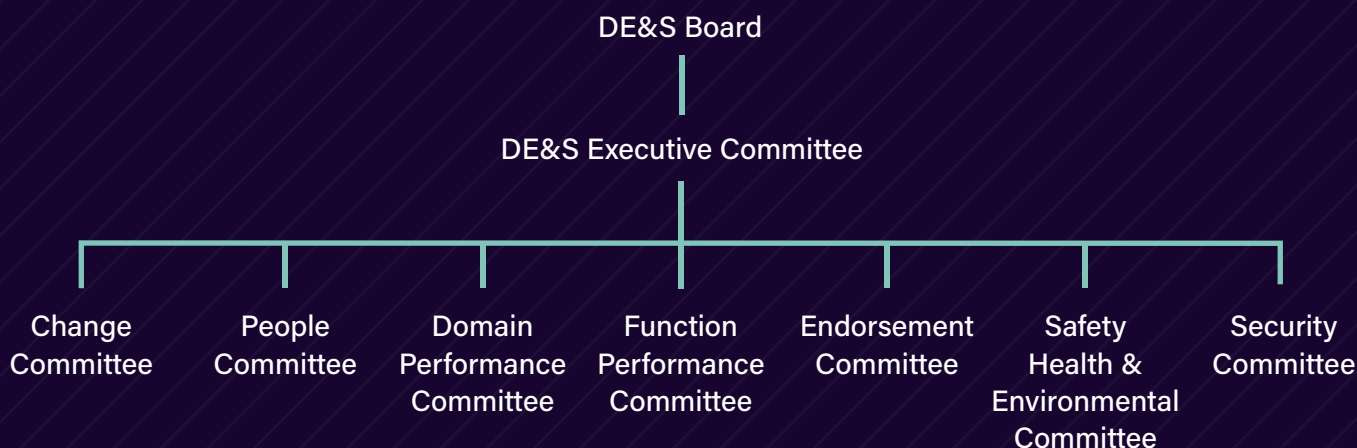 DE&S Board
DE&S Executive Committee
Change
Committee
People
Committee
Domain
Performance
Committee
Function
Performance
Committee
Endorsement
Committee
Safety
Health &
Environmental
Committee
Security
Committee